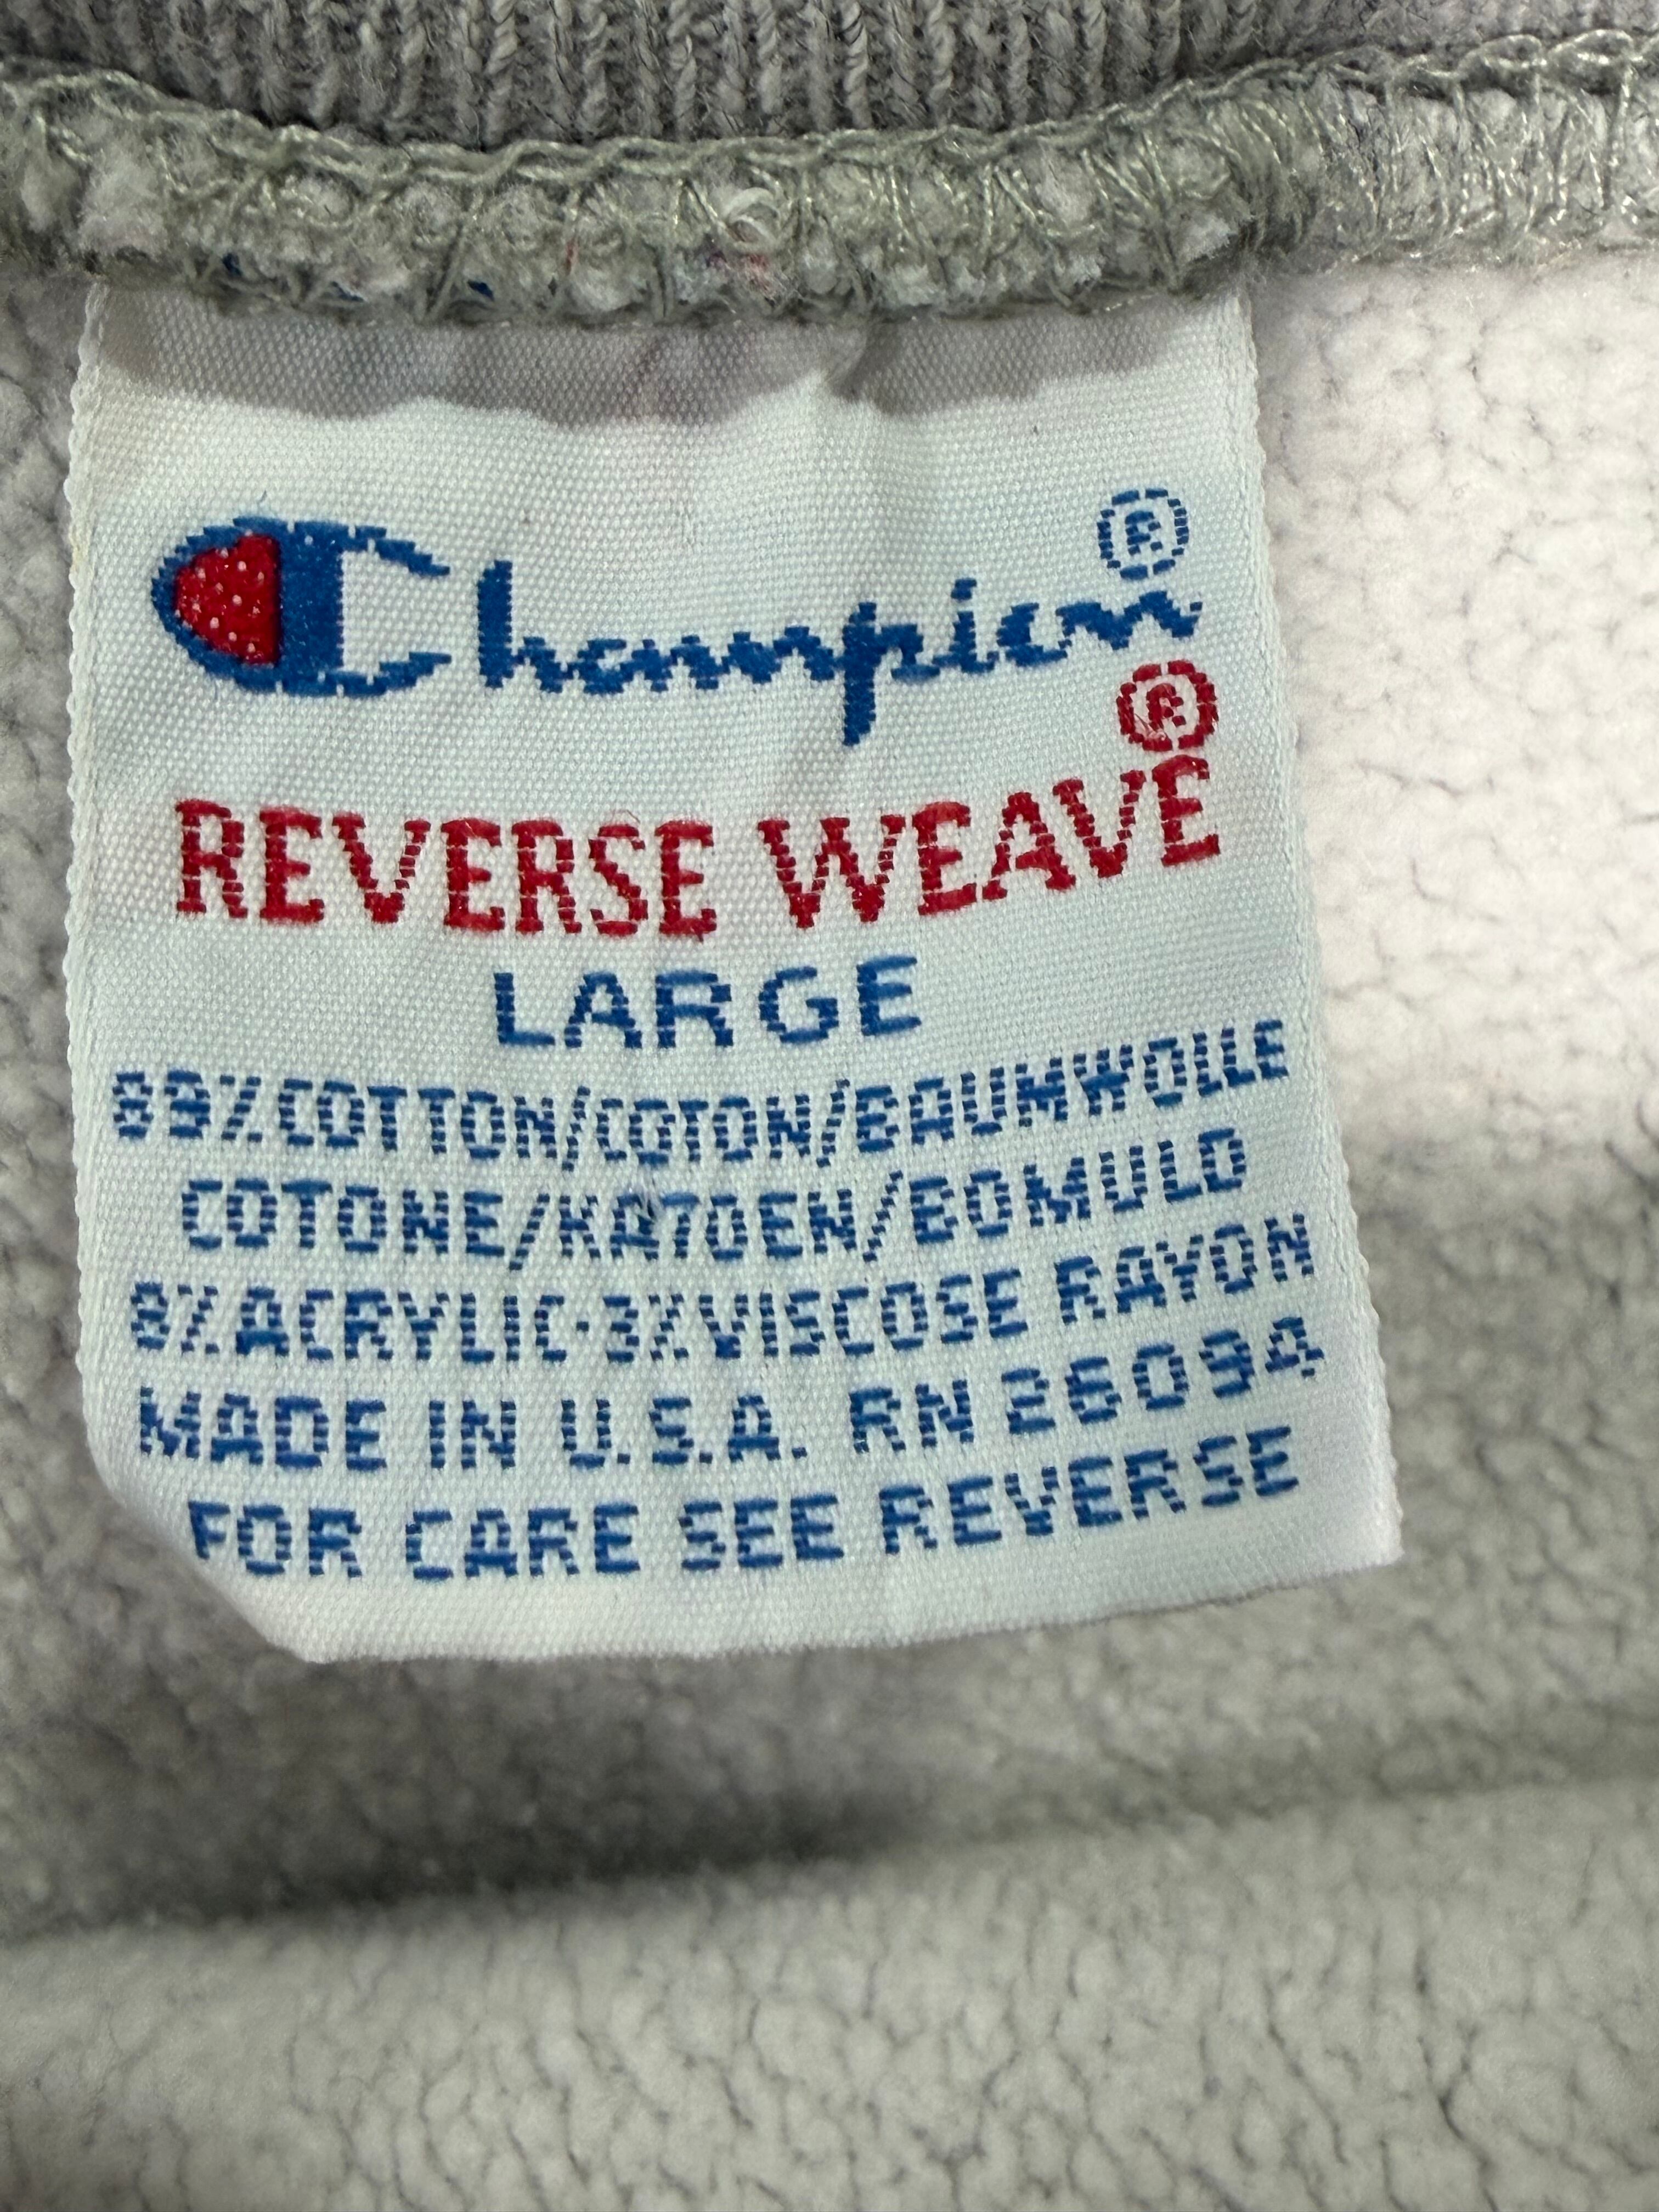 Champion®
REVERSE WEAVE®
LARGE
89%COTTON/COTON/BAUMWOLLE
COTONE/KATOEN/BOMULD
8%ACRYLIC·3%VISCOSE RAYON
MADE IN U.S.A. RN 26094
FOR CARE SEE REVERSE